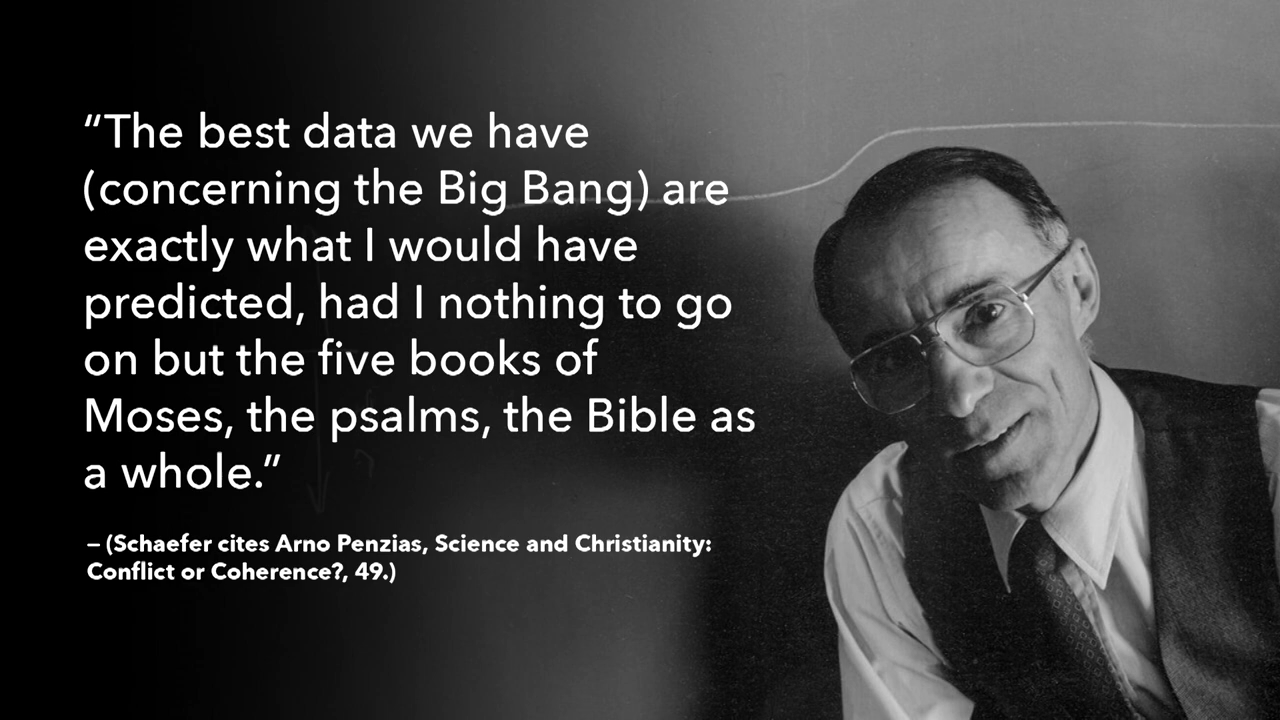 “The best data we have
(concerning the Big Bang) are
exactly what I would have
predicted, had I nothing to go
on but the five books of
Moses, the psalms, the Bible as
a whole.”
– (Schaefer cites Arno Penzias, Science and Christianity:
Conflict or Coherence?, 49.)